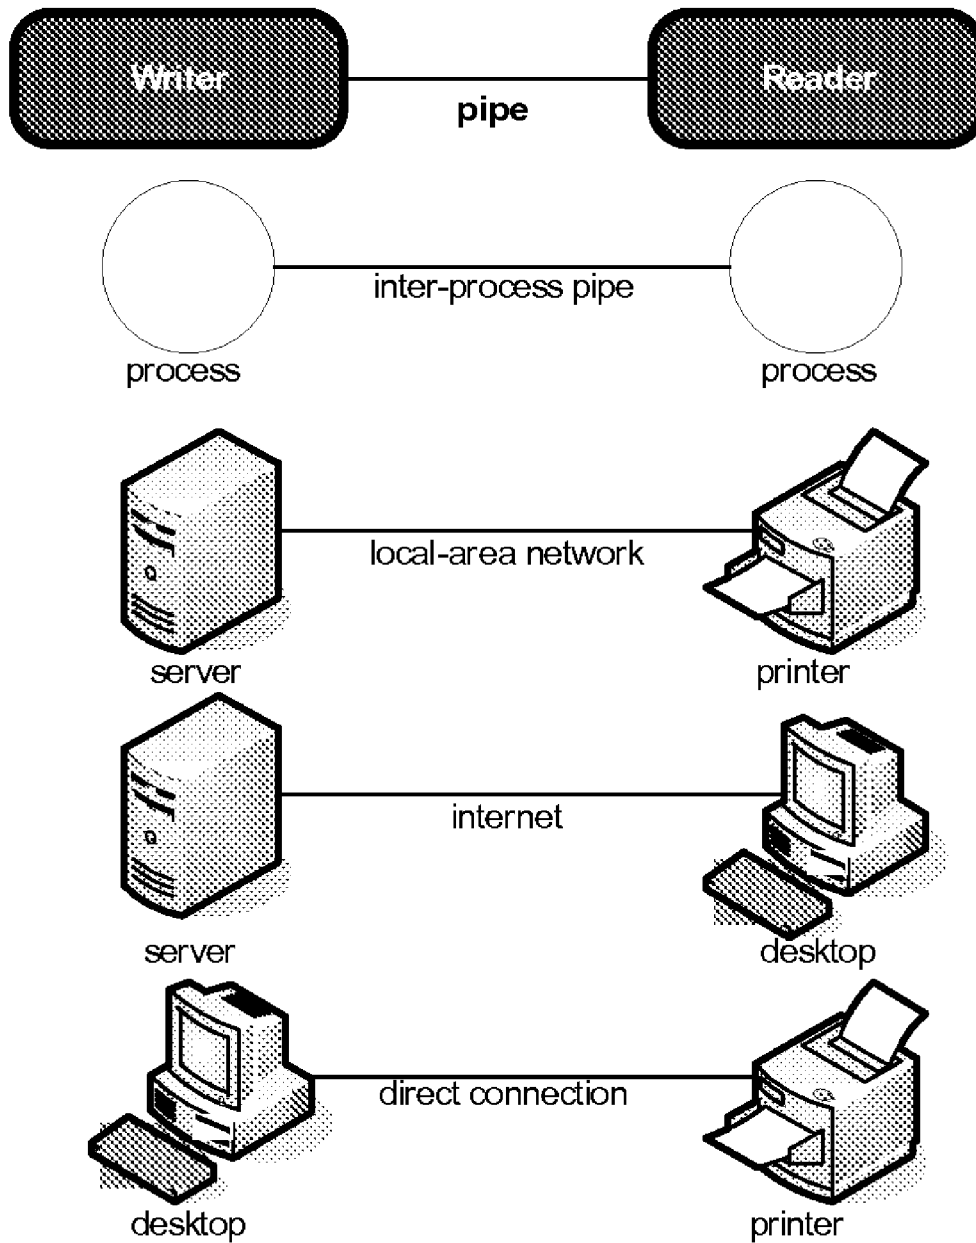 Writer
Reader
pipe
inter-process pipe
process
process
local-area network
server
printer
internet
server
desktop
direct connection
desktop
printer